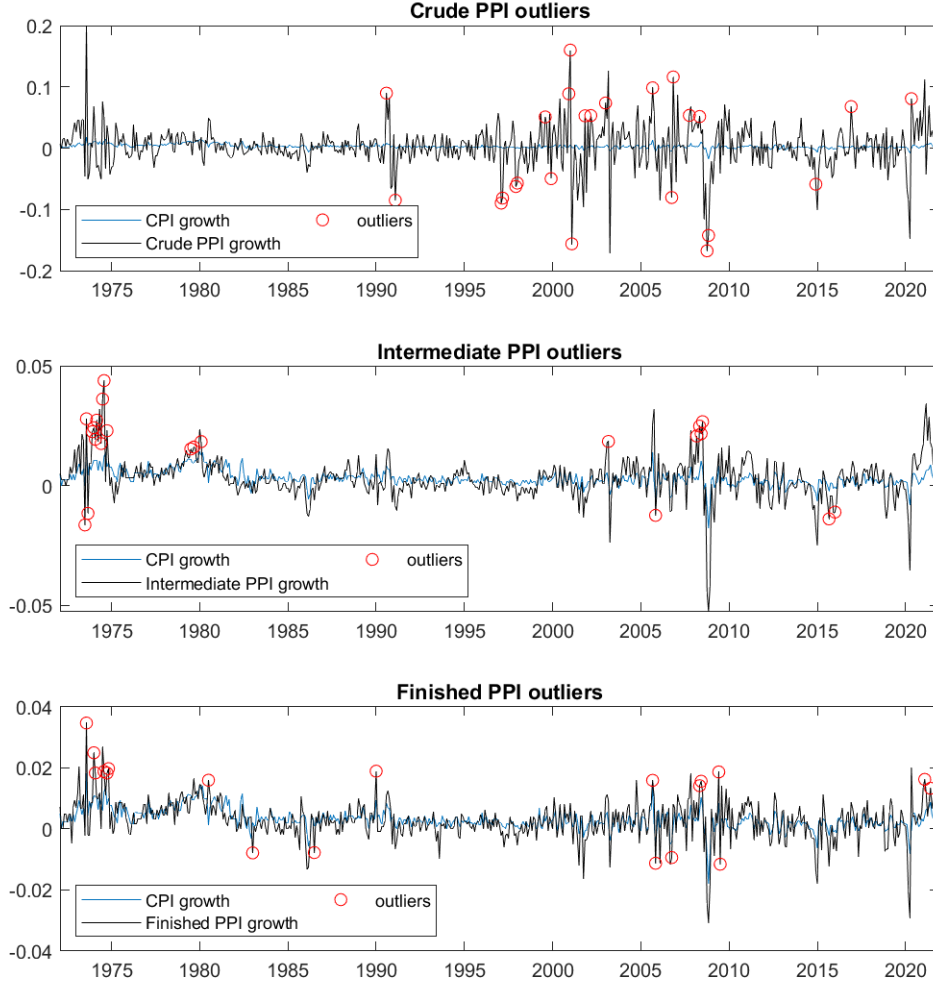 Crude PPI outliers
0.2
0.1
0
-0.1
-0.2
CPI growth
outliers
Crude PPI growth
1975 1980 1985 1990 1995 2000 2005 2010 2015 2020
Intermediate PPI outliers
0.05
0
-0.05
CPI growth
outliers
Intermediate PPI growth
1975 1980 1985 1990 1995 2000 2005 2010 2015 2020
Finished PPI outliers
0.04
0.02
0
-0.02
-0.04
CPI growth
outliers
Finished PPI growth
1975 1980 1985 1990 1995 2000 2005 2010 2015 2020